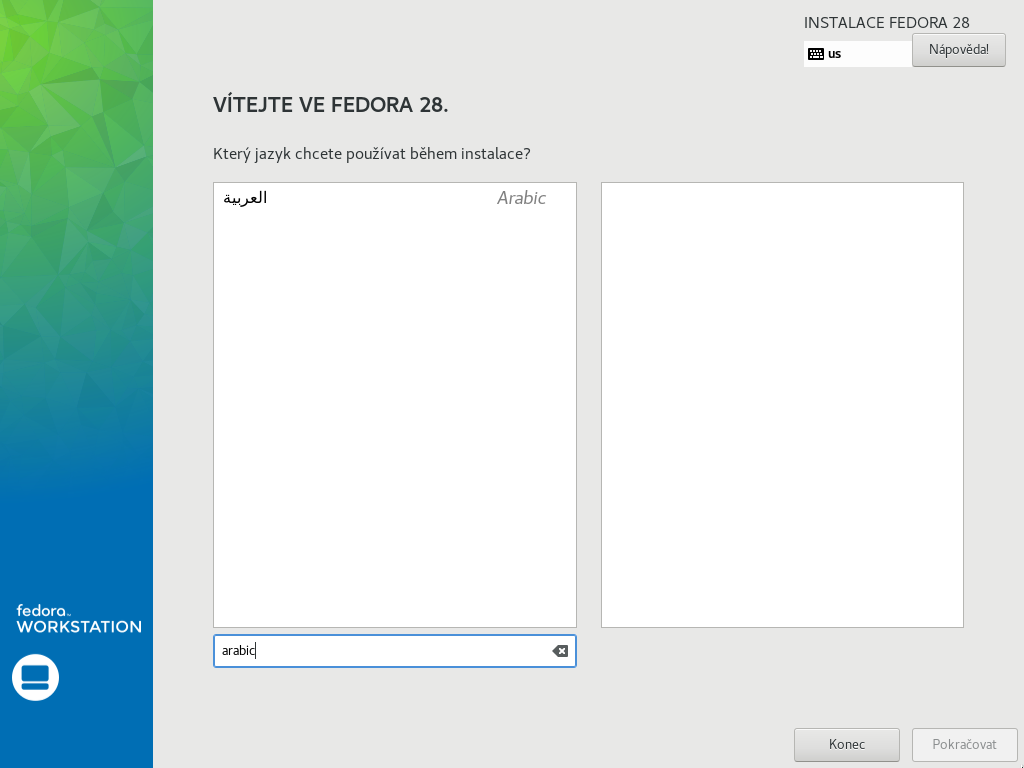 INSTALACE FEDORA 28
us
Nápověda!
VÍTEJTE VE FEDORA 28.
Který jazyk chcete používat během instalace?
العربية Arabic
arabic
fedora™
WORKSTATION
Konec
Pokračovat